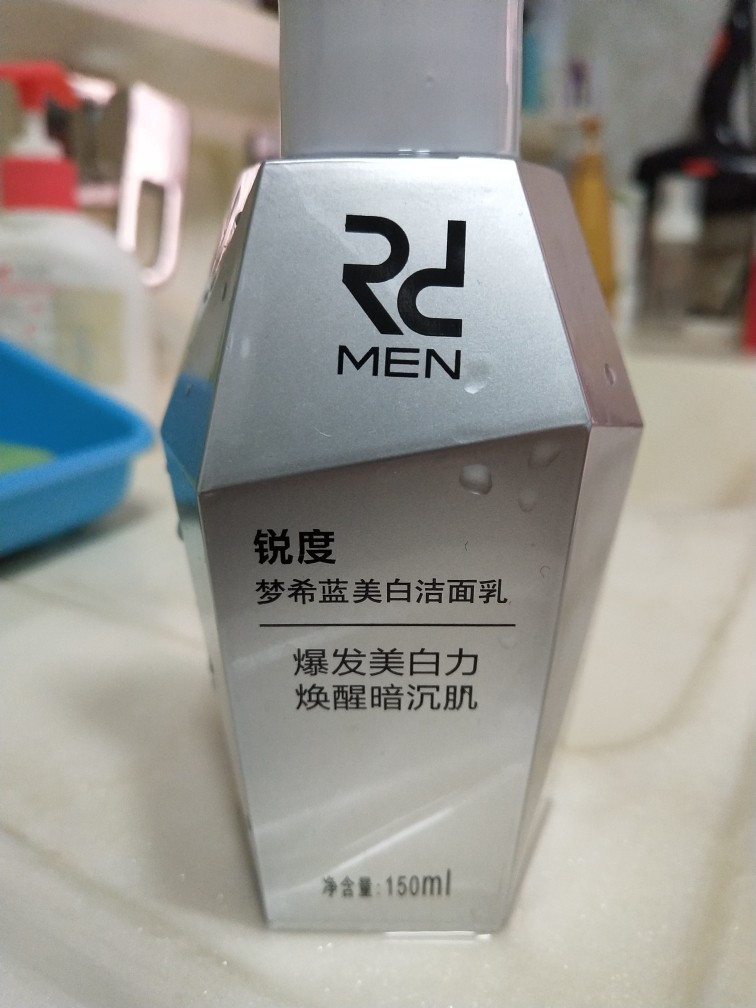 Rd
MEN
锐度
梦希蓝美白洁面乳
爆发美白力
焕醒暗沉肌
净含量:150ml